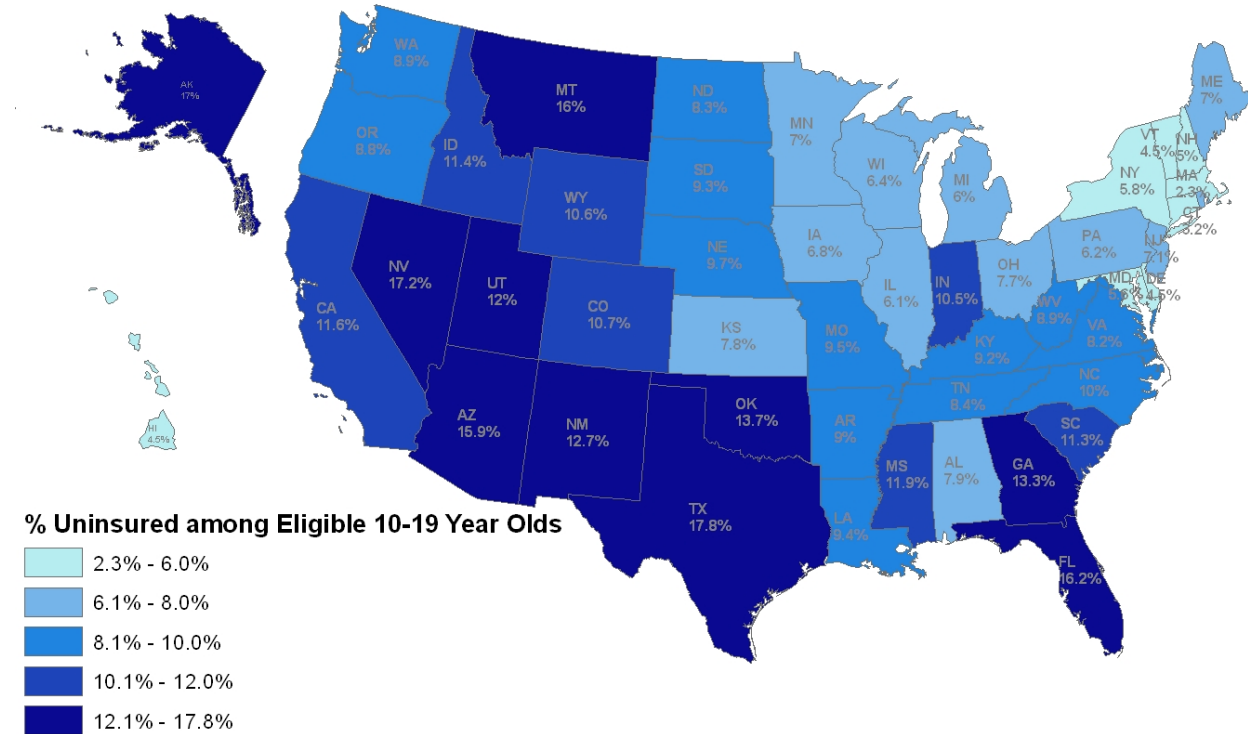 AK
17%
WA
8.9%
MT
16%
ND
8.3%
MN
7%
ME
7%
OR
8.8%
ID
11.4%
SD
9.3%
WI
6.4%
MI
6%
VT
4.5%
NH
5%
NY
5.8%
MA
2.3%
CT
WY
10.6%
IA
6.8%
PA
6.2%
NJ
7.1%
NE
9.7%
NV
17.2%
UT
12%
CO
10.7%
IL
6.1%
IN
10.5%
OH
7.7%
MD
DE
4.5%
CA
11.6%
KS
7.8%
MO
9.5%
WV
8.9%
VA
8.2%
KY
9.2%
NC
10%
TN
8.4%
AZ
15.9%
NM
12.7%
OK
13.7%
AR
9%
SC
11.3%
HI
4.5%
MS
11.9%
AL
7.9%
GA
13.3%
TX
17.8%
LA
9.4%
FL
16.2%
% Uninsured among Eligible 10-19 Year Olds
2.3% - 6.0%
6.1% - 8.0%
8.1% - 10.0%
10.1% - 12.0%
12.1% - 17.8%